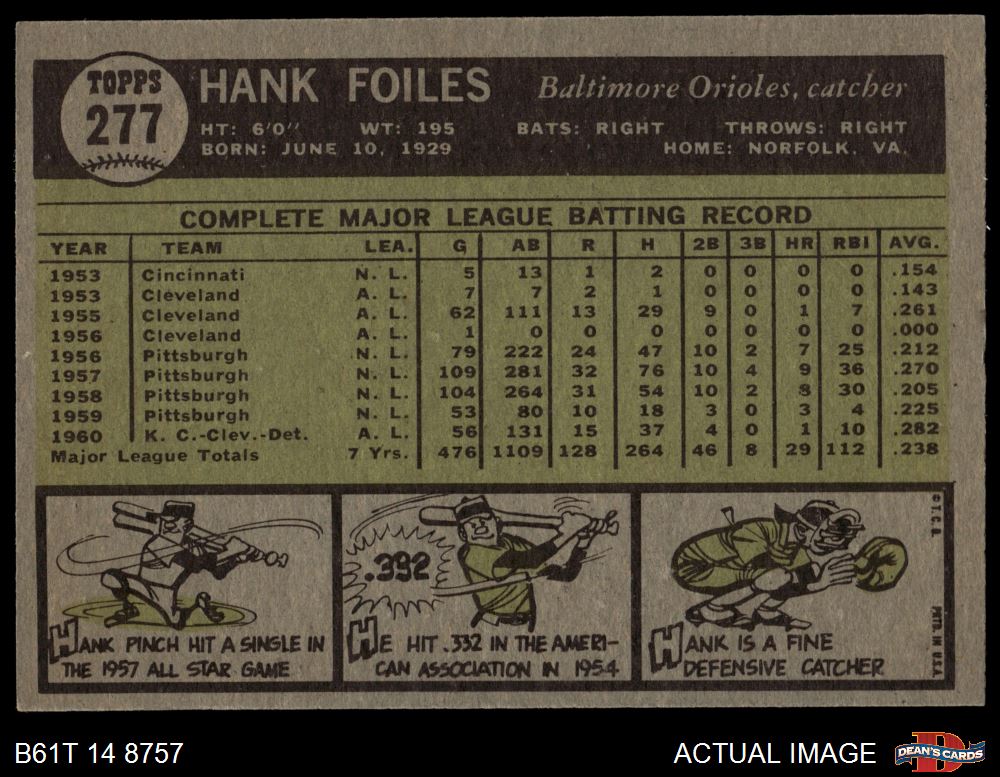 TOPPS
277
HANK FOILES Baltimore Orioles, catcher
HT: 6'0" WT: 195 BATS: RIGHT THROWS: RIGHT
BORN: JUNE 10, 1929 HOME: NORFOLK, VA.
COMPLETE MAJOR LEAGUE BATTING RECORD
YEAR TEAM LEA. G AB R H 2B 3B HR RBI AVG.
1953 Cincinnati N. L. 5 13 1 2 0 0 0 0 .154
1953 Cleveland A. L. 7 7 2 1 0 0 0 0 .143
1955 Cleveland A. L. 62 111 13 29 9 0 1 7 .261
1956 Cleveland A. L. 1 0 0 0 0 0 0 0 .000
1956 Pittsburgh N. L. 79 222 24 47 10 2 7 25 .212
1957 Pittsburgh N. L. 109 281 32 76 10 4 9 36 .270
1958 Pittsburgh N. L. 104 264 31 54 10 2 8 30 .205
1959 Pittsburgh N. L. 53 80 10 18 3 0 3 4 .225
1960 K. C.-Clev.-Det. A. L. 56 131 15 37 4 0 1 10 .282
Major League Totals 7 Yrs. 476 1109 128 264 46 8 29 112 .238
HANK PINCH HIT A SINGLE IN
THE 1957 ALL STAR GAME
.332
HE HIT .332 IN THE AMERI-
CAN ASSOCIATION IN 1954
HANK IS A FINE
DEFENSIVE CATCHER
© T. C. G. PRTD. IN U.S.A.
B61T 14 8757 ACTUAL IMAGE
DEAN'S CARDS